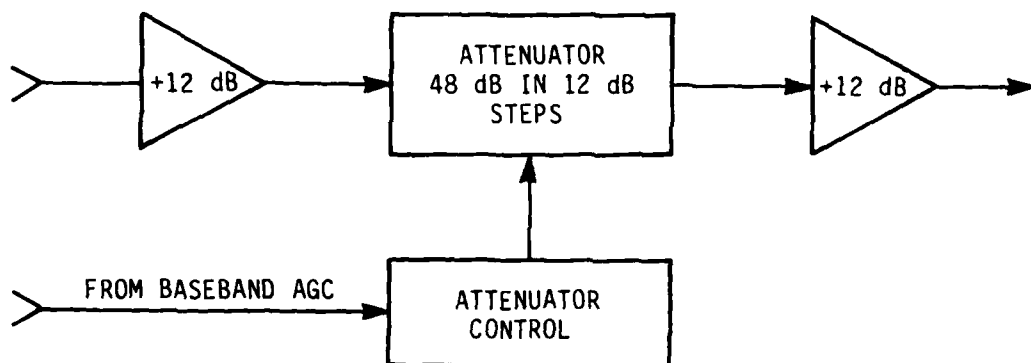 +12 dB
ATTENUATOR
48 dB IN 12 dB
STEPS
+12 dB
FROM BASEBAND AGC
ATTENUATOR
CONTROL